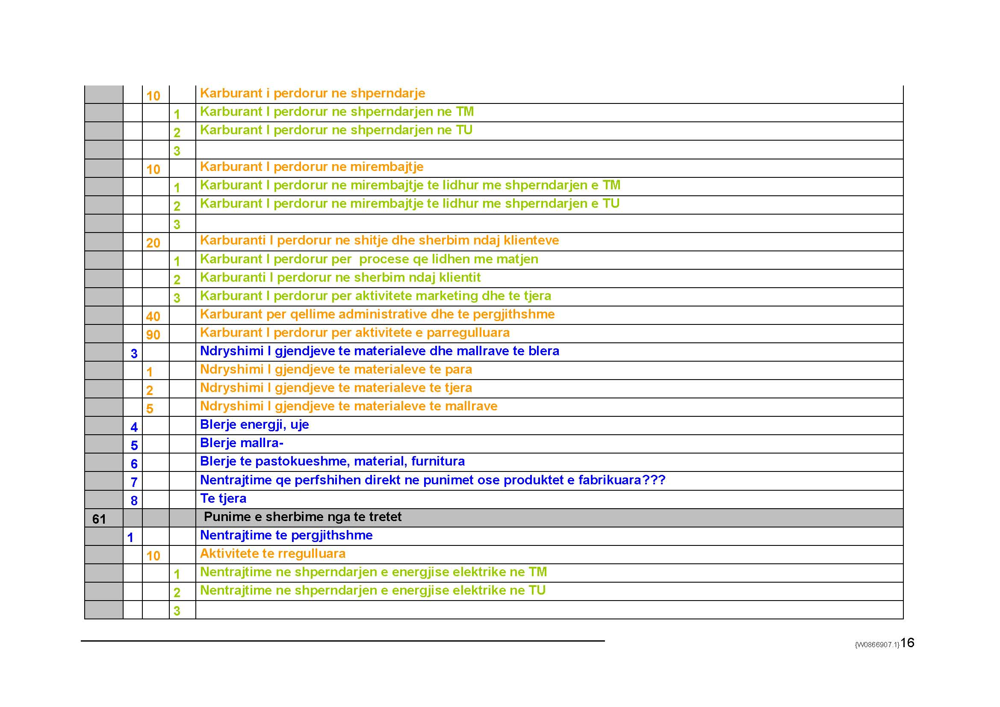 10 Karburant i perdorur ne shperndarje
1 Karburant I perdorur ne shperndarjen ne TM
2 Karburant I perdorur ne shperndarjen ne TU
3
10 Karburant I perdorur ne mirembajtje
1 Karburant I perdorur ne mirembajtje te lidhur me shperndarjen e TM
2 Karburant I perdorur ne mirembajtje te lidhur me shperndarjen e TU
3
20 Karburanti I perdorur ne shitje dhe sherbim ndaj klienteve
1 Karburant I perdorur per procese qe lidhen me matjen
2 Karburanti I perdorur ne sherbim ndaj klientit
3 Karburant I perdorur per aktivitete marketing dhe te tjera
40 Karburant per qellime administrative dhe te pergjithshme
90 Karburant I perdorur per aktivitete e parregulluara
3 Ndryshimi I gjendjeve te materialeve dhe mallrave te blera
1 Ndryshimi I gjendjeve te materialeve te para
2 Ndryshimi I gjendjeve te materialeve te tjera
5 Ndryshimi I gjendjeve te materialeve te mallrave
4 Blerje energji, uje
5 Blerje mallra-
6 Blerje te pastokueshme, material, furnitura
7 Nentrajtime qe perfshihen direkt ne punimet ose produktet e fabrikuara???
8 Te tjera
61 Punime e sherbime nga te tretet
1 Nentrajtime te pergjithshme
10 Aktivitete te rregulluara
1 Nentrajtime ne shperndarjen e energjise elektrike ne TM
2 Nentrajtime ne shperndarjen e energjise elektrike ne TU
3
{W0866907.1}16